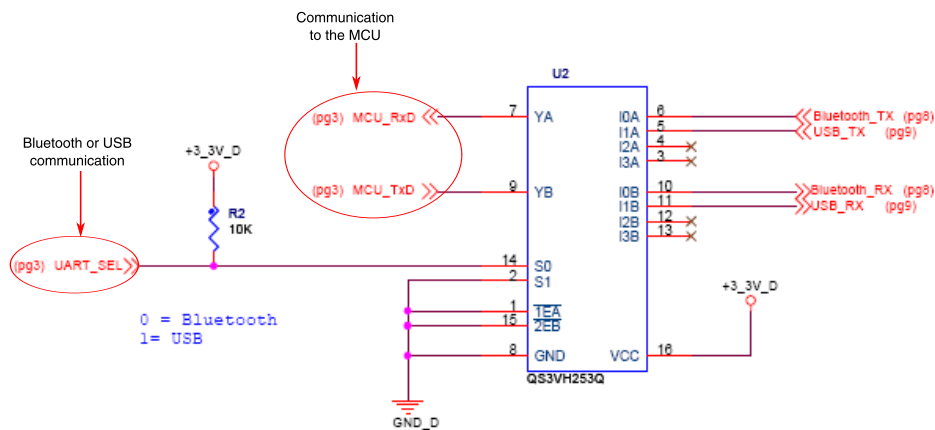 Communication
to the MCU
U2
(pg3) MCU_RxD
7
YA
I0A
6
Bluetooth_TX (pg8)
I1A
5
USB_TX (pg9)
I2A
4
I3A
3
Bluetooth or USB
communication
+3_3V_D
(pg3) MCU_TxD
9
YB
I0B
10
Bluetooth_RX (pg8)
I1B
11
USB_RX (pg9)
I2B
12
I3B
13
R2
10K
(pg3) UART_SEL
14
S0
2
S1
+3_3V_D
0 = Bluetooth
1= USB
1
1EA
15
2EB
8
GND
VCC
16
QS3VH253Q
GND_D